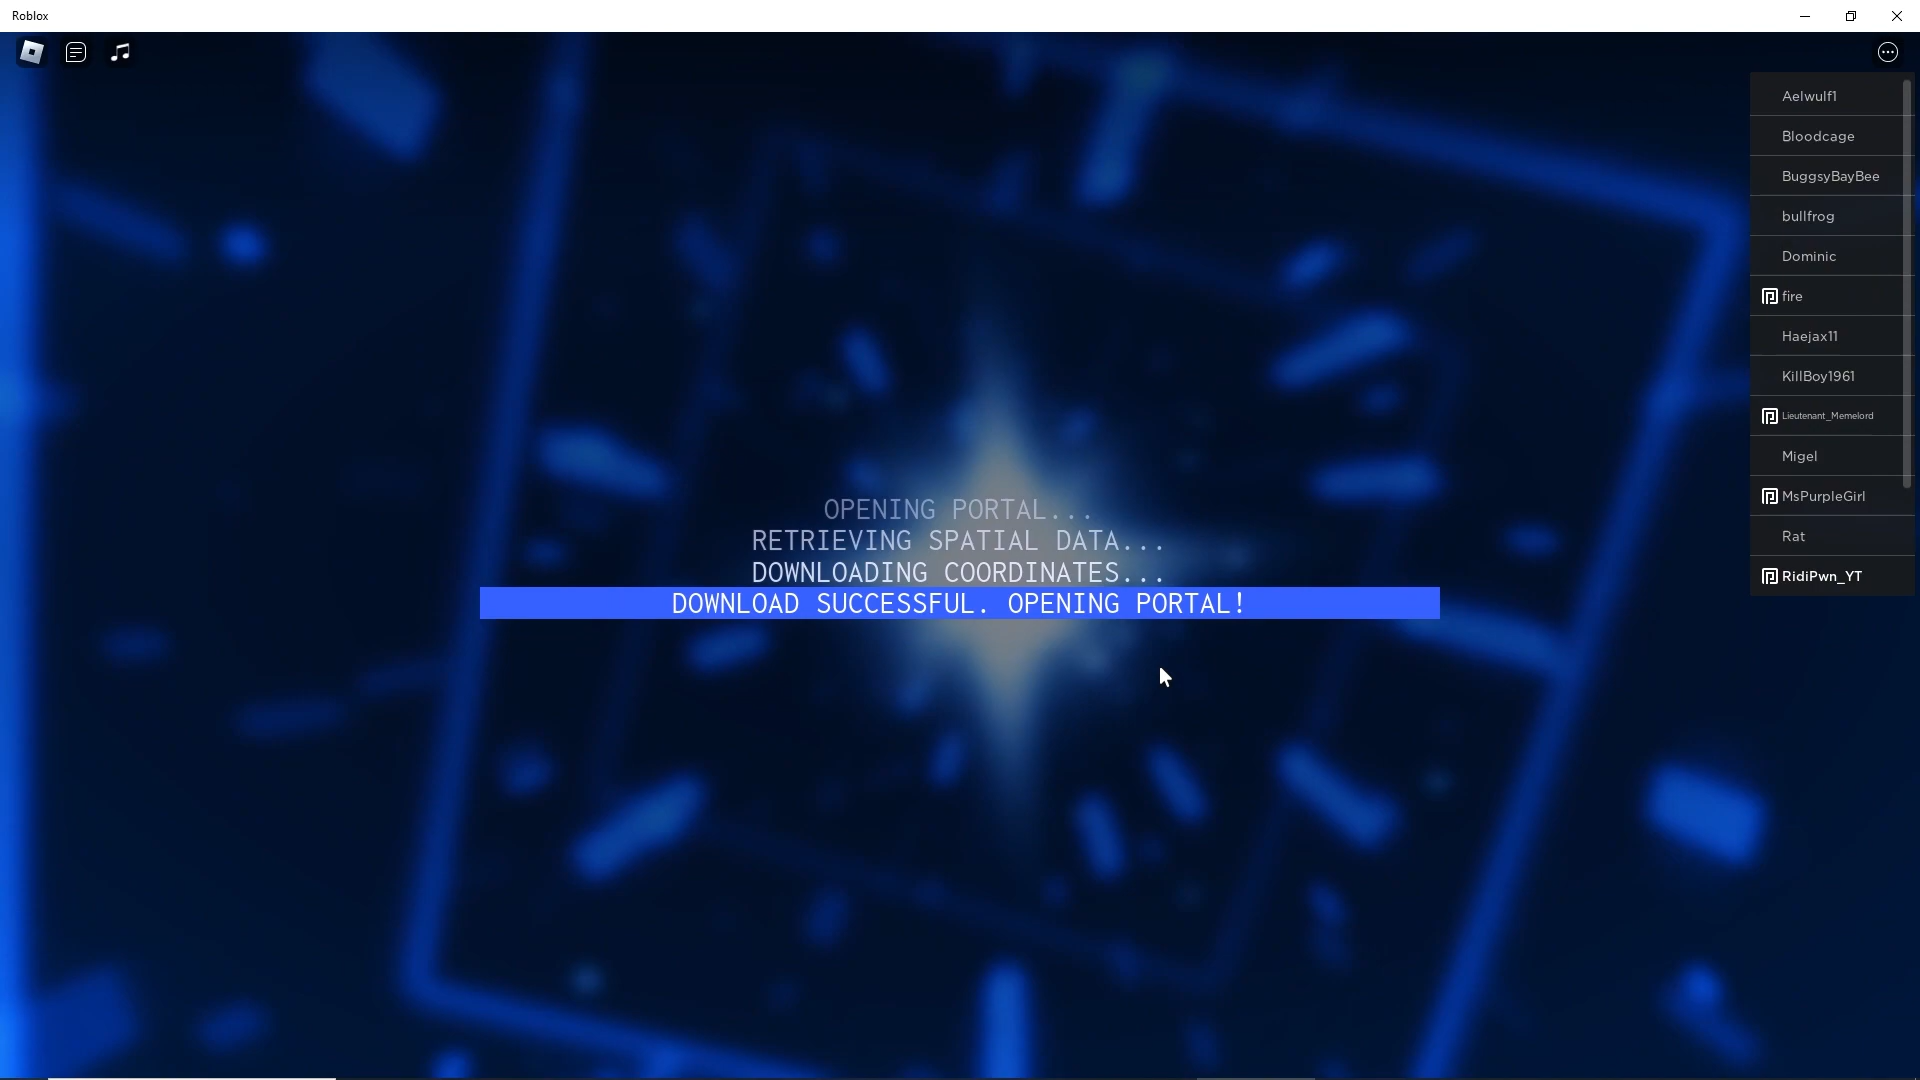 Roblox
Aelwulf1
Bloodcage
BuggsyBayBee
bullfrog
Dominic
fire
Haejax11
KillBoy1961
Lieutenant_Memelord
Migel
MsPurpleGirl
Rat
RidiPwn_YT
OPENING PORTAL...
RETRIEVING SPATIAL DATA...
DOWNLOADING COORDINATES...
DOWNLOAD SUCCESSFUL. OPENING PORTAL!